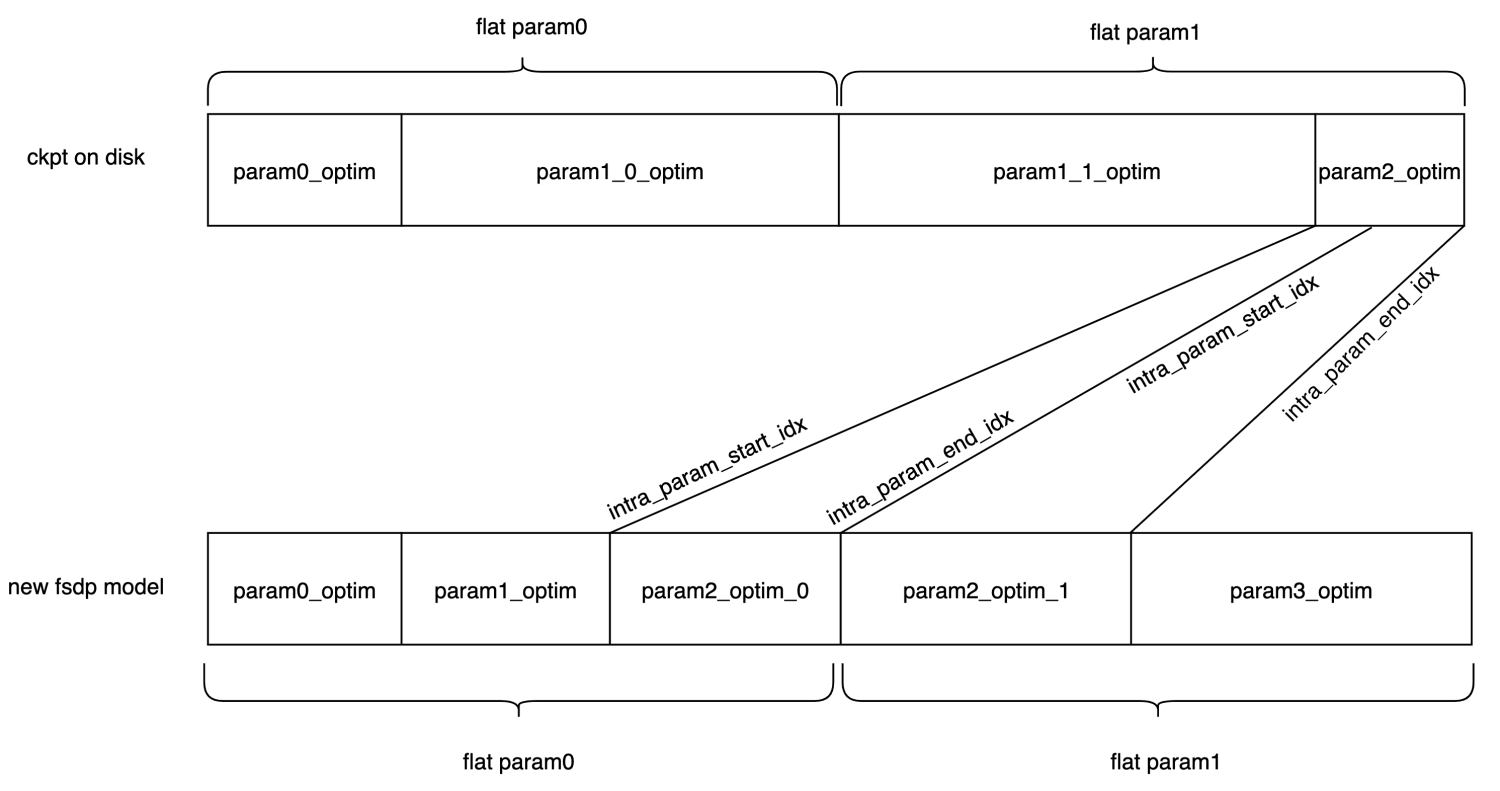 flat param0
flat param1
ckpt on disk
param0_optim
param1_0_optim
param1_1_optim
param2_optim
intra_param_start_idx
intra_param_end_idx
intra_param_start_idx
intra_param_end_idx
new fsdp model
param0_optim
param1_optim
param2_optim_0
param2_optim_1
param3_optim
flat param0
flat param1